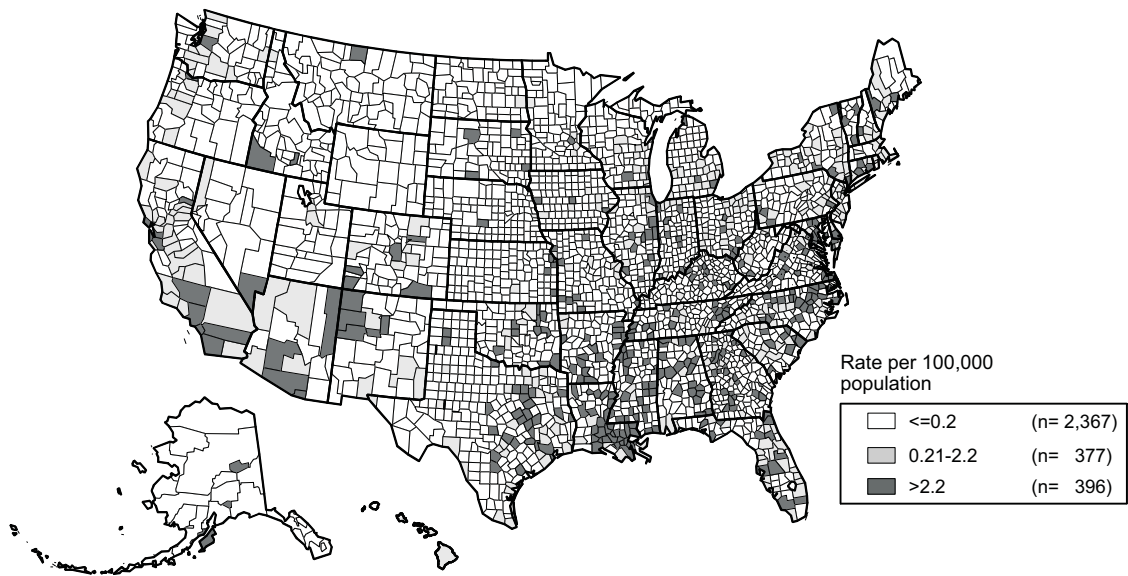 Rate per 100,000
population
<=0.2 (n= 2,367)
0.21-2.2 (n= 377)
>2.2 (n= 396)